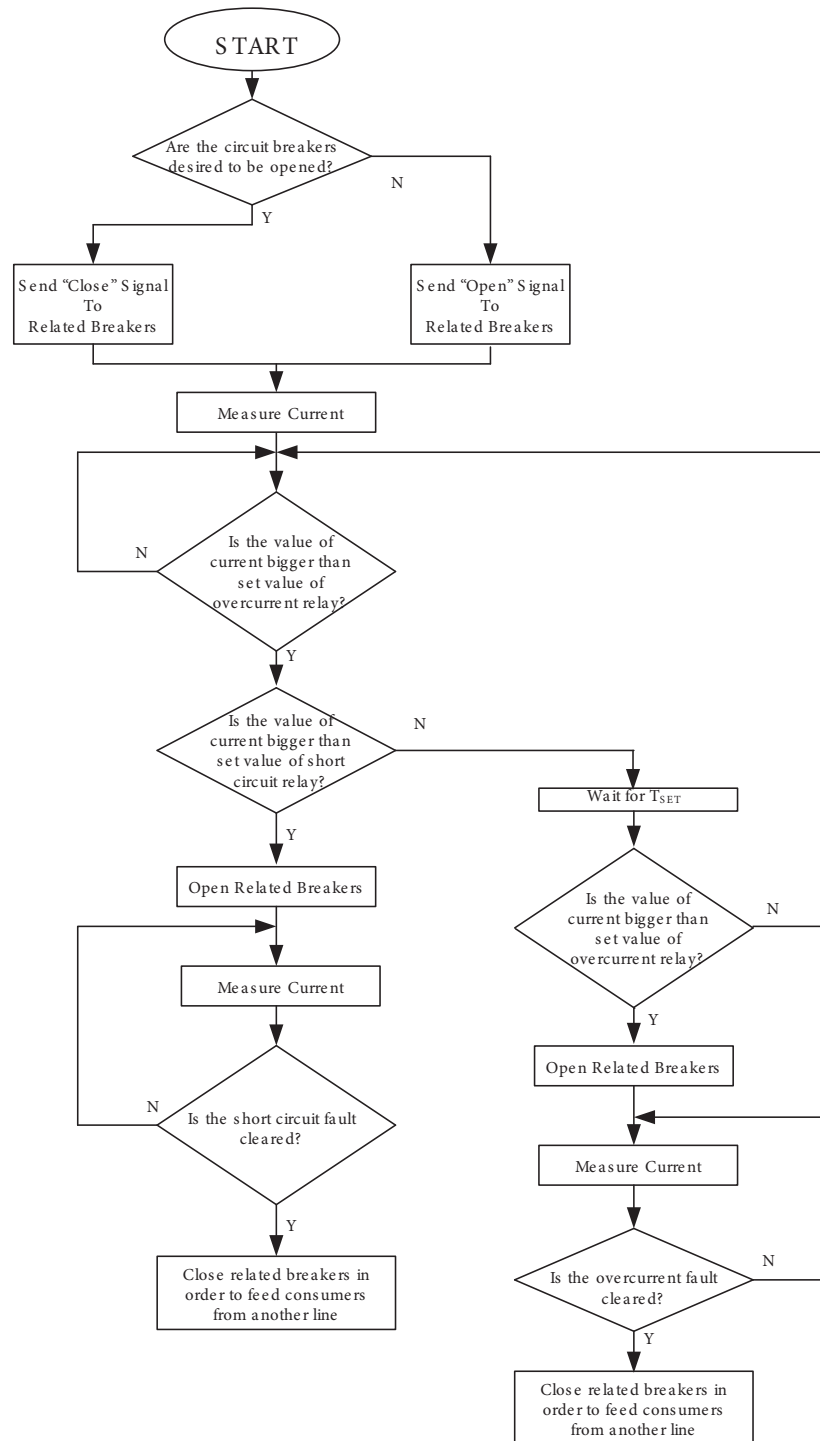 START
Are the circuit breakers
desired to be opened?
N
Y
Send “Close” Signal
To
Related Breakers
Send “Open” Signal
To
Related Breakers
Measure Current
N
Is the value of
current bigger than
set value of
overcurrent relay?
Y
Is the value of
current bigger than
set value of short
circuit relay?
N
Y
Wait for TSET
Open Related Breakers
Is the value of
current bigger than
set value of
overcurrent relay?
N
Y
Measure Current
Open Related Breakers
N
Is the short circuit fault
cleared?
Y
Measure Current
Close related breakers in
order to feed consumers
from another line
Is the overcurrent fault
cleared?
N
Y
Close related breakers in
order to feed consumers
from another line